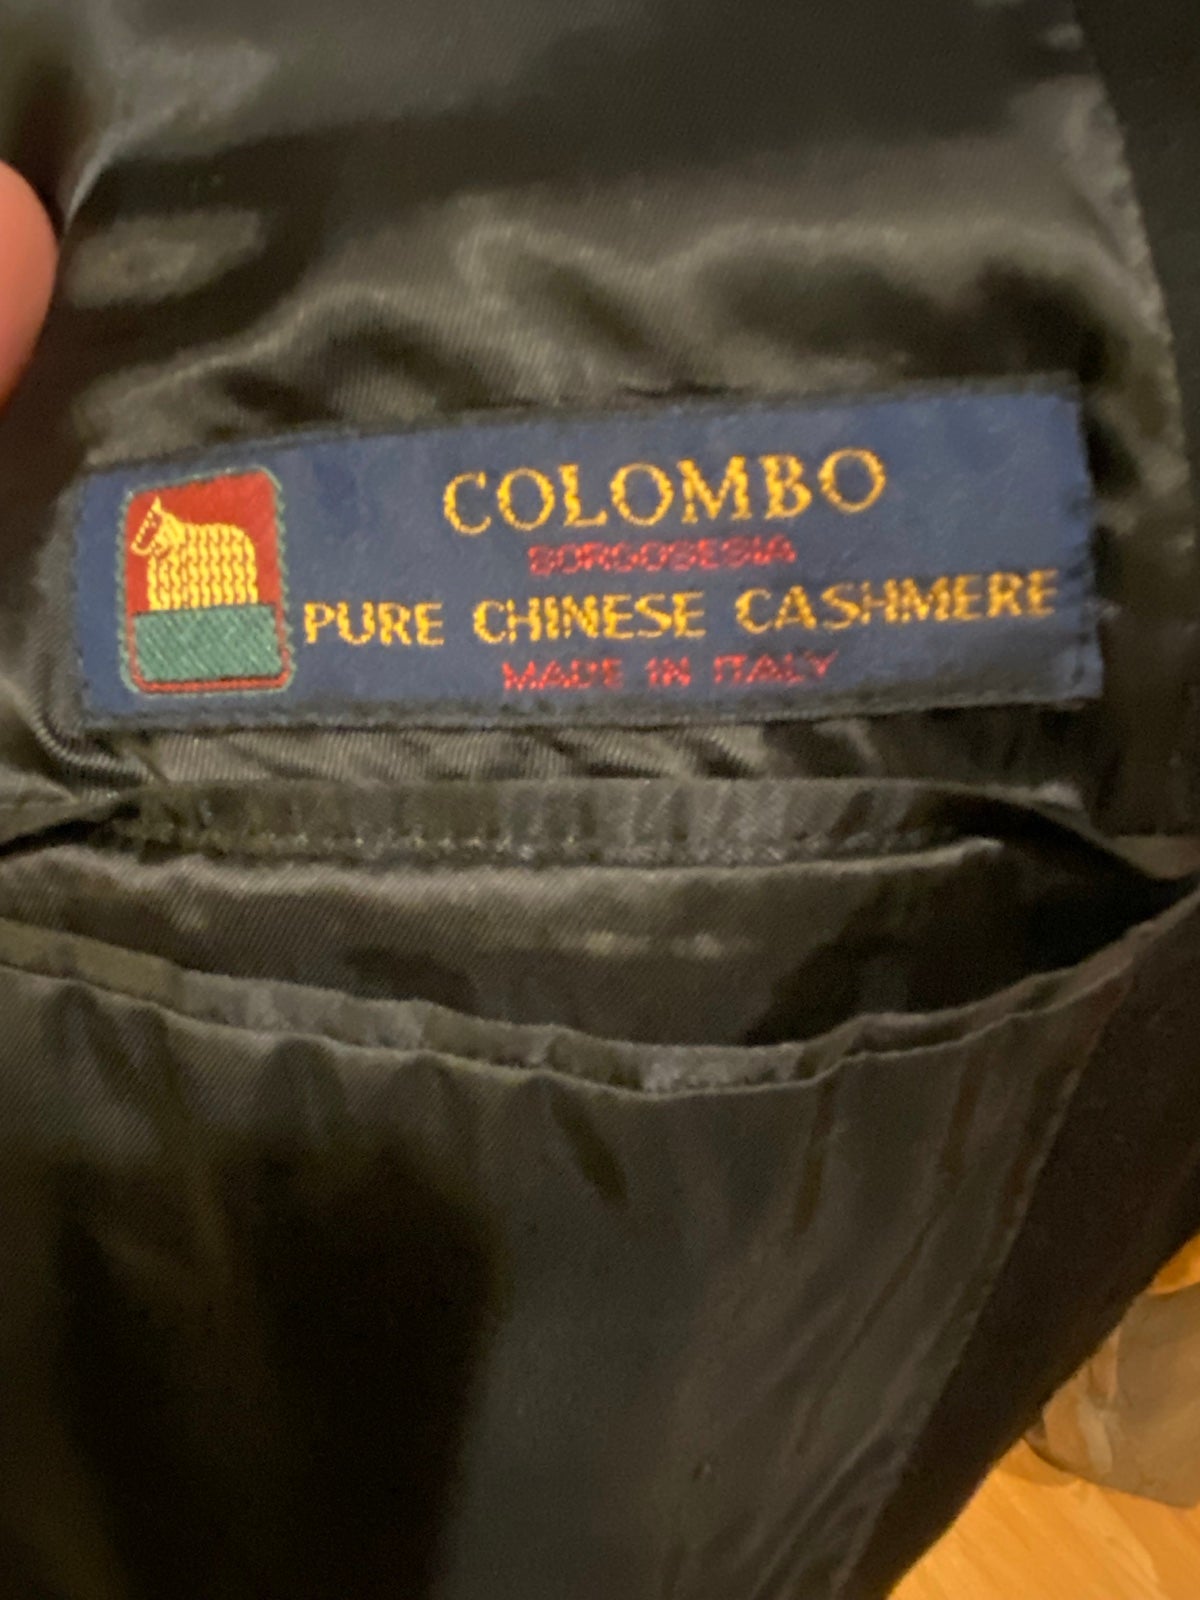 COLOMBO
BORGOSESIA
PURE CHINESE CASHMERE
MADE IN ITALY